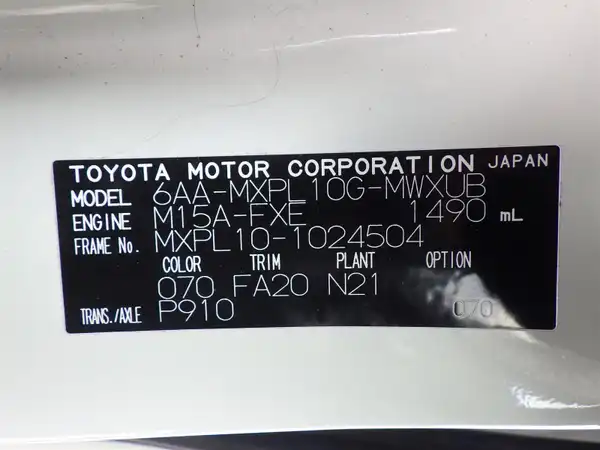 TOYOTA MOTOR CORPORATION JAPAN
MODEL 6AA-MXPL10G-MWXUB
ENGINE M15A-FXE 1490 mL
FRAME No. MXPL10-1024504
COLOR TRIM PLANT OPTION
070 FA20 N21
TRANS./AXLE P910 070